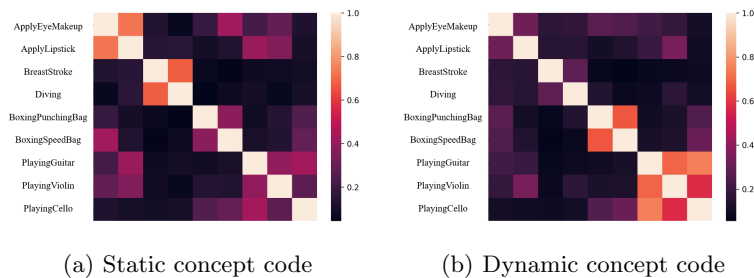 ApplyEyeMakeup
ApplyLipstick
BreastStroke
Diving
BoxingPunchingBag
BoxingSpeedBag
PlayingGuitar
PlayingViolin
PlayingCello
1.0
0.8
0.6
0.4
0.2
(a) Static concept code
ApplyEyeMakeup
ApplyLipstick
BreastStroke
Diving
BoxingPunchingBag
BoxingSpeedBag
PlayingGuitar
PlayingViolin
PlayingCello
1.0
0.8
0.6
0.4
0.2
(b) Dynamic concept code